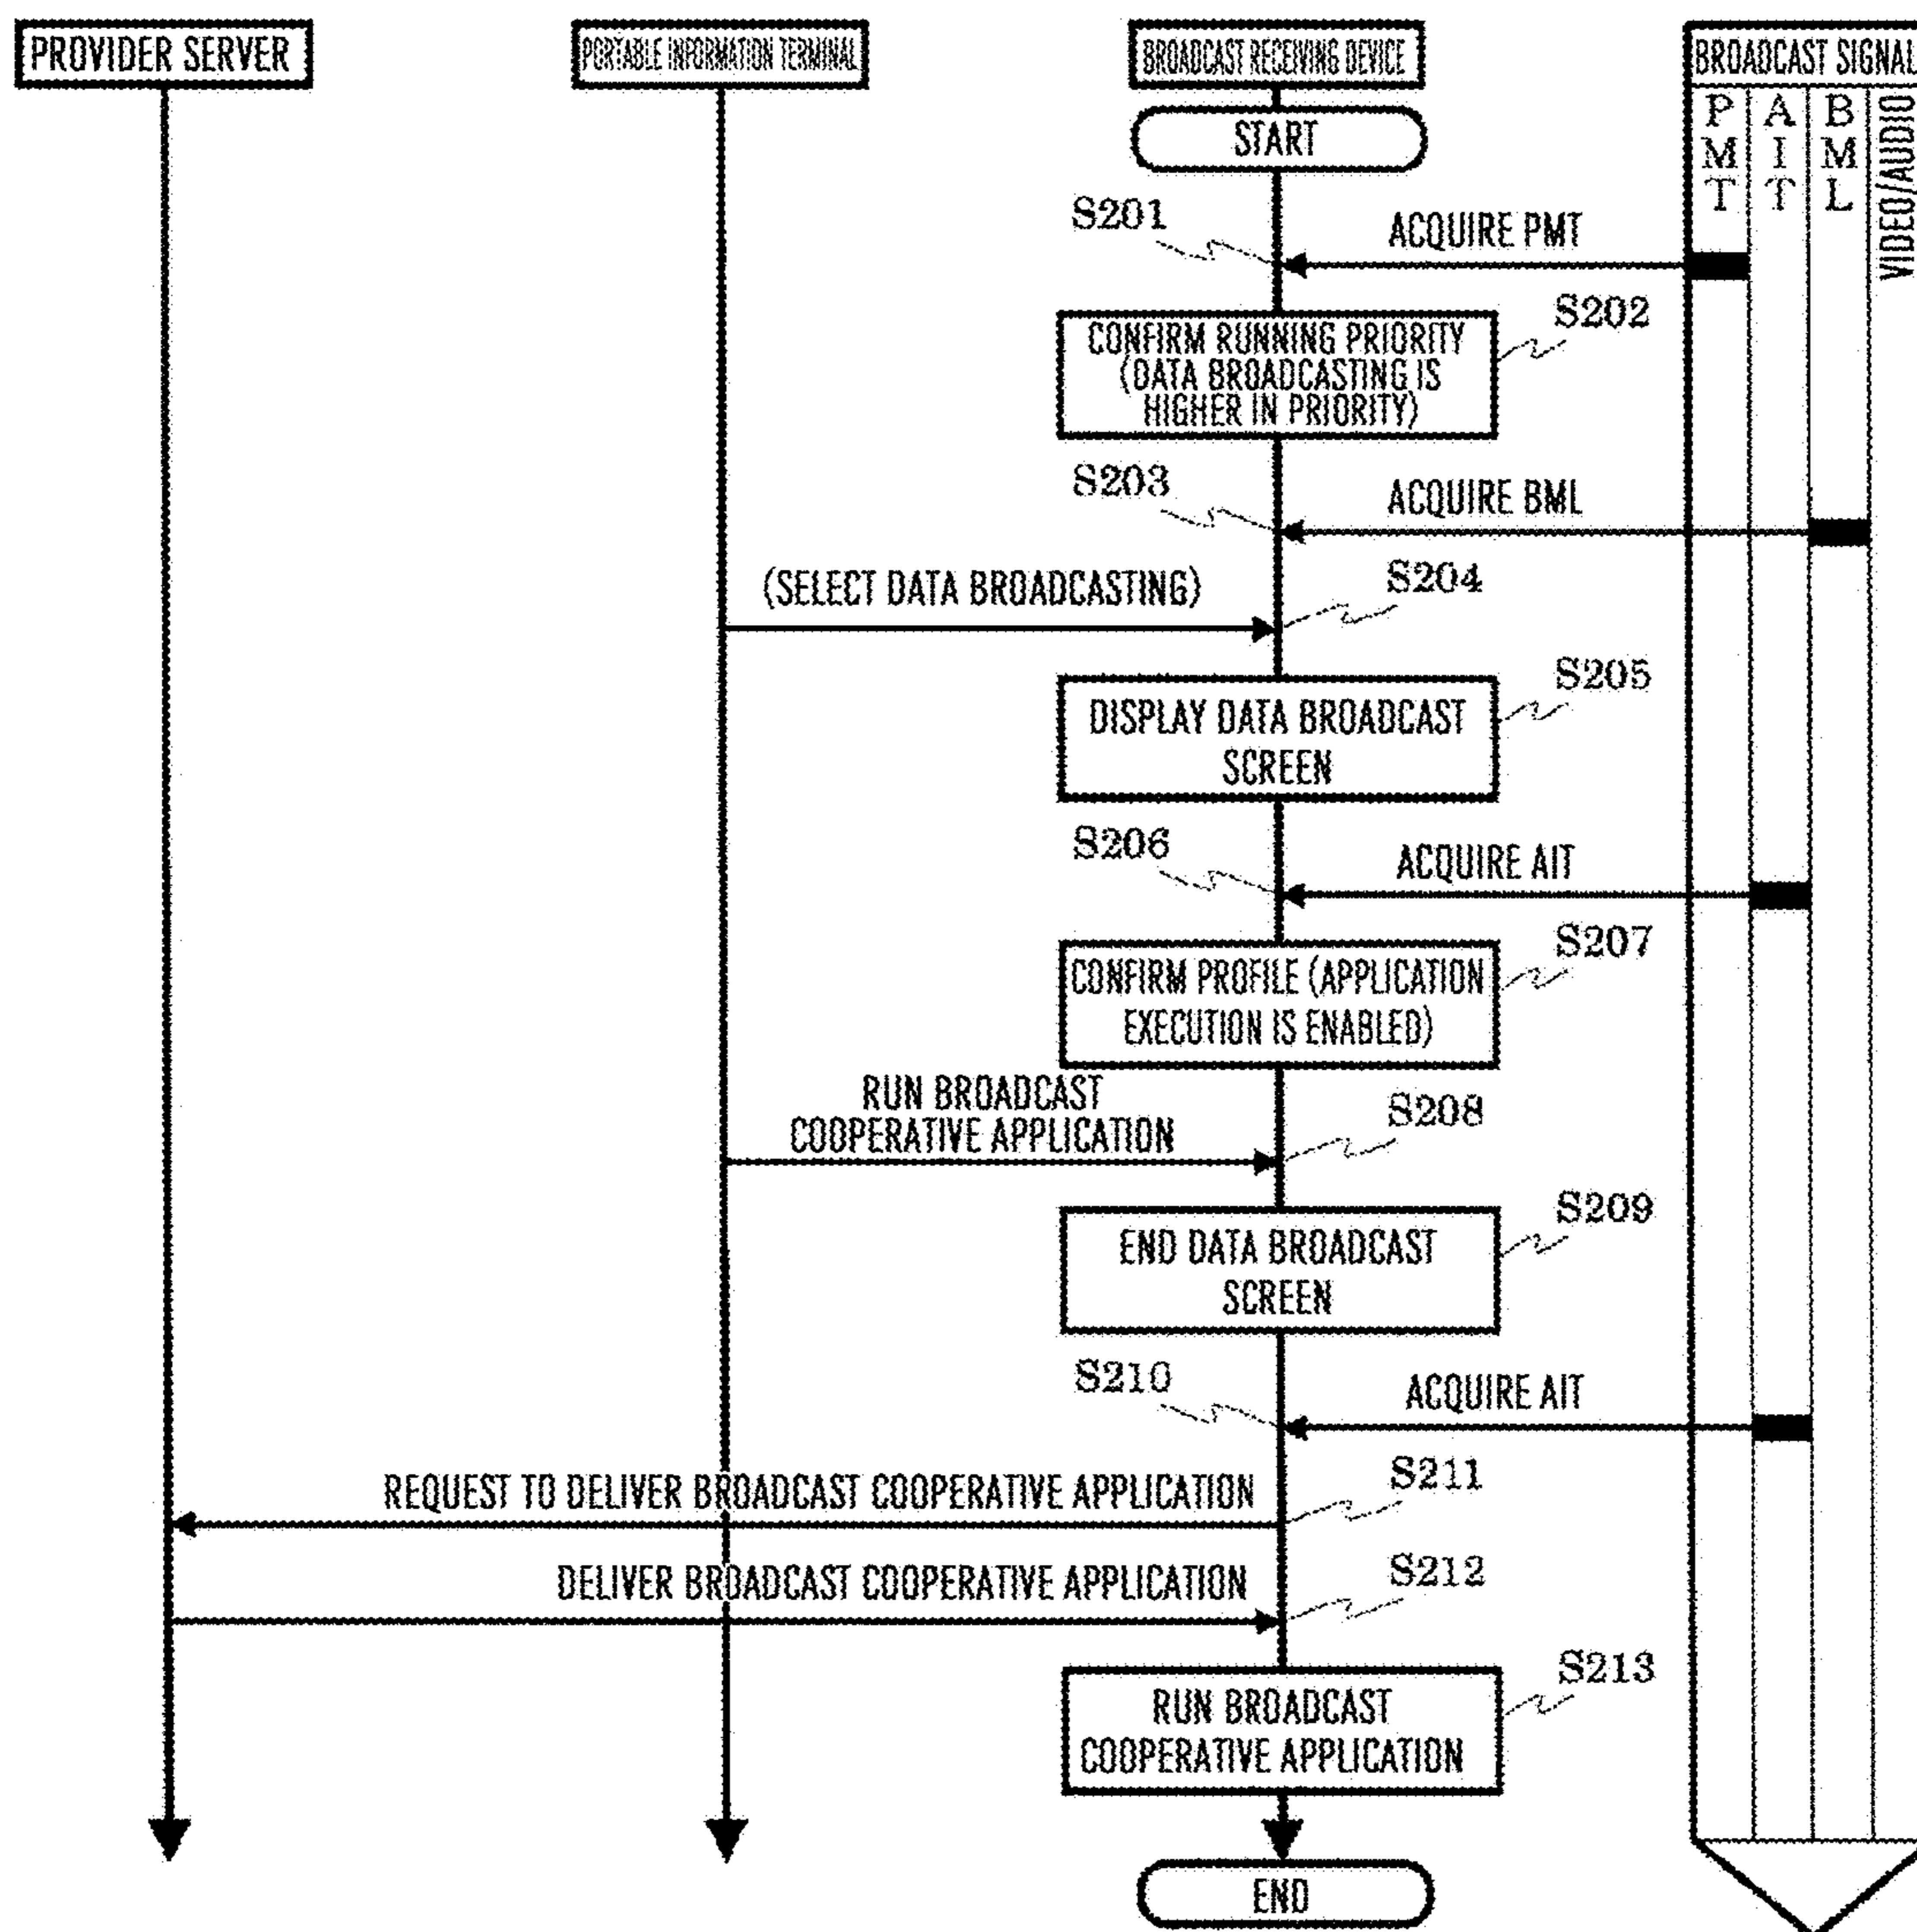 PROVIDER SERVER
PORTABLE INFORMATION TERMINAL
BROADCAST RECEIVING DEVICE
BROADCAST SIGNAL
PMT
AIT
BML
VIDEO/AUDIO
START
S201
ACQUIRE PMT
S202
CONFIRM RUNNING PRIORITY
(DATA BROADCASTING IS
HIGHER IN PRIORITY)
S203
ACQUIRE BML
(SELECT DATA BROADCASTING)
S204
S205
DISPLAY DATA BROADCAST
SCREEN
S206
ACQUIRE AIT
S207
CONFIRM PROFILE (APPLICATION
EXECUTION IS ENABLED)
RUN BROADCAST
COOPERATIVE APPLICATION
S208
S209
END DATA BROADCAST
SCREEN
S210
ACQUIRE AIT
REQUEST TO DELIVER BROADCAST COOPERATIVE APPLICATION
S211
DELIVER BROADCAST COOPERATIVE APPLICATION
S212
S213
RUN BROADCAST
COOPERATIVE APPLICATION
END